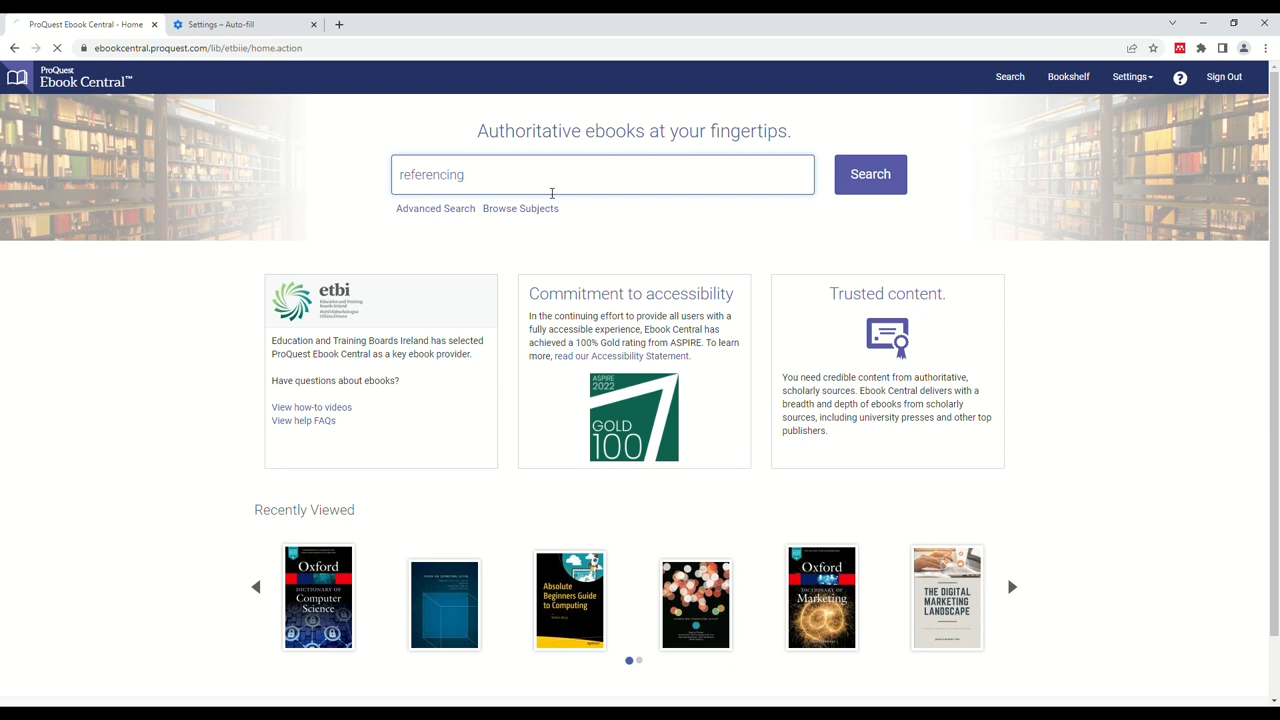 ProQuest Ebook Central - Home
Settings – Auto-fill
ebookcentral.proquest.com/lib/etbiie/home.action
ProQuest
Ebook Central™
Search
Bookshelf
Settings
?
Sign Out
Authoritative ebooks at your fingertips.
referencing
Search
Advanced Search Browse Subjects
etbi
Education and Training
Boards Ireland
Education and Training Boards Ireland has selected
ProQuest Ebook Central as a key ebook provider.
Have questions about ebooks?
View how-to videos
View help FAQs
Commitment to accessibility
In the continuing effort to provide all users with a
fully accessible experience, Ebook Central has
achieved a 100% Gold rating from ASPIRE. To learn
more, read our Accessibility Statement.
ASPIRE
2022
GOLD
100
Trusted content.
You need credible content from authoritative,
scholarly sources. Ebook Central delivers with a
breadth and depth of ebooks from scholarly
sources, including university presses and other top
publishers.
Recently Viewed
Oxford
DICTIONARY OF
Computer
Science
Absolute
Beginners Guide
to Computing
Oxford
DICTIONARY OF
Marketing
THE DIGITAL
MARKETING
LANDSCAPE